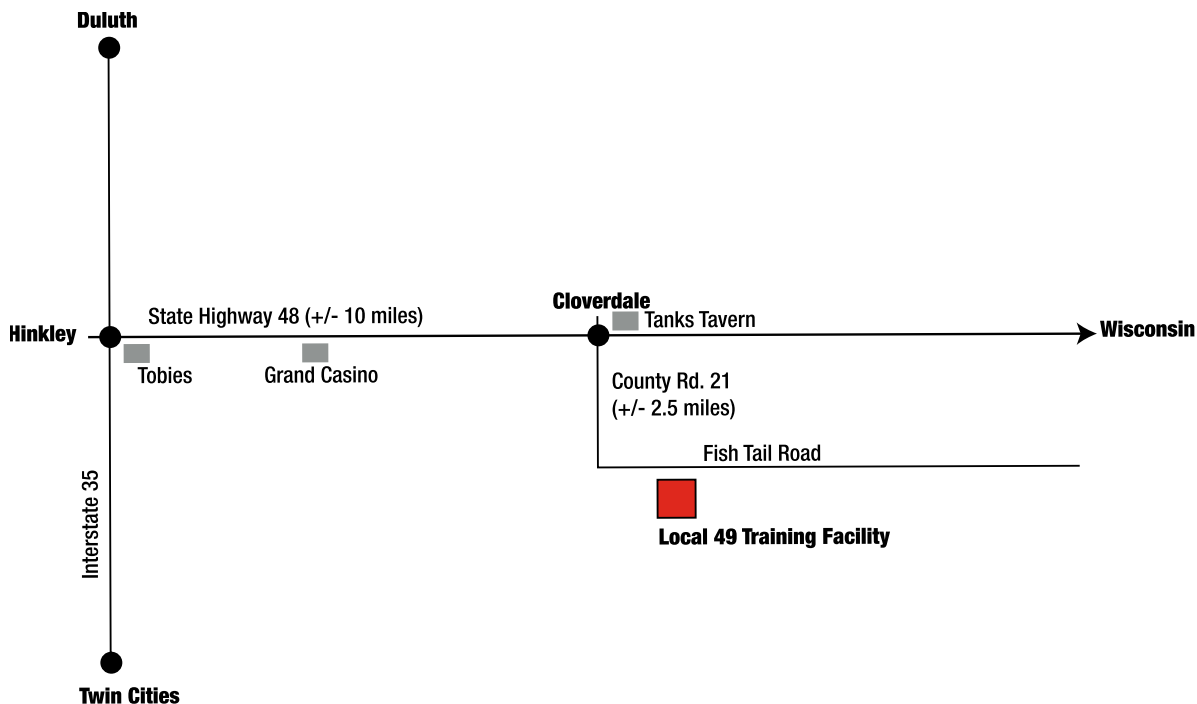 Duluth
Cloverdale
State Highway 48 (+/- 10 miles)
Tanks Tavern
Hinkley
Wisconsin
Tobies
Grand Casino
County Rd. 21
(+/- 2.5 miles)
Fish Tail Road
Interstate 35
Local 49 Training Facility
Twin Cities